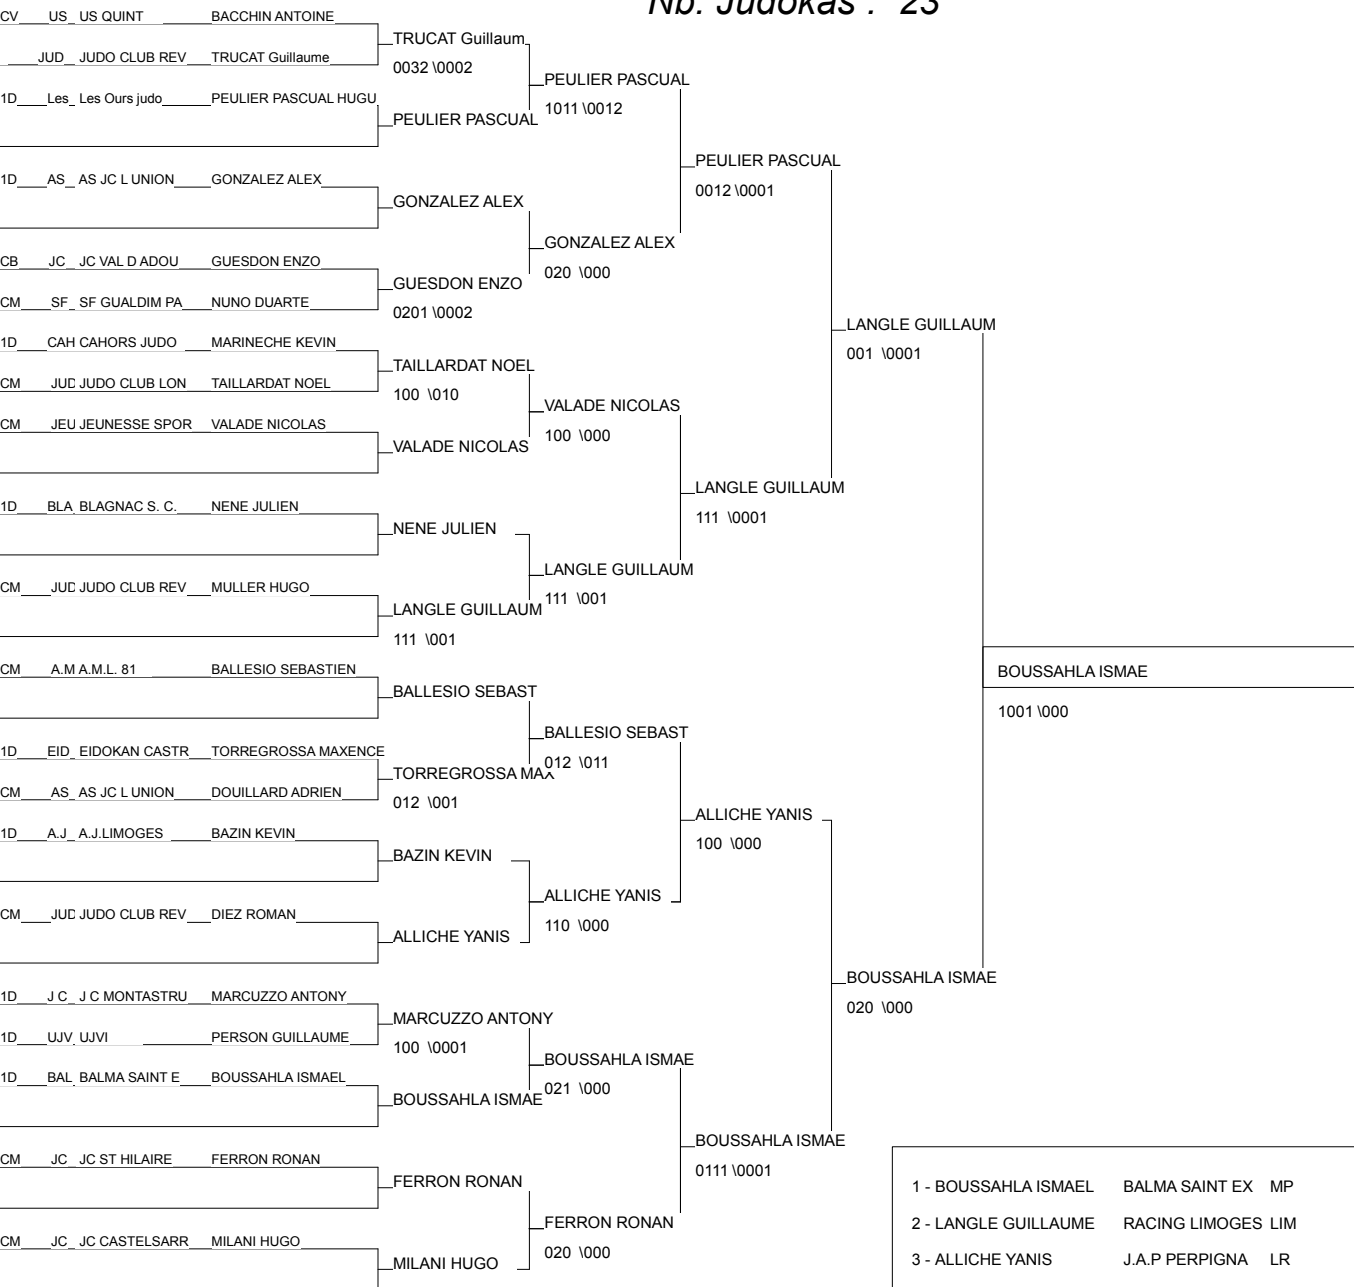 Nb. Judokas : 23
CV US US QUINT BACCHIN ANTOINE
JUD JUDO CLUB REV TRUCAT Guillaume
TRUCAT Guillaum
0032 \0002
1D Les Les Ours judo PEULIER PASCUAL HUGU
PEULIER PASCUAL
PEULIER PASCUAL
1011 \0012
1D AS AS JC L UNION GONZALEZ ALEX
GONZALEZ ALEX
CB JC JC VAL D ADOU GUESDON ENZO
CM SF SF GUALDIM PA NUNO DUARTE
GUESDON ENZO
0201 \0002
GONZALEZ ALEX
020 \000
PEULIER PASCUAL
0012 \0001
1D CAH CAHORS JUDO MARINECHE KEVIN
CM JUD JUDO CLUB LON TAILLARDAT NOEL
TAILLARDAT NOEL
100 \010
CM JEU JEUNESSE SPOR VALADE NICOLAS
VALADE NICOLAS
VALADE NICOLAS
100 \000
1D BLA BLAGNAC S. C. NENE JULIEN
NENE JULIEN
CM JUD JUDO CLUB REV MULLER HUGO
LANGLE GUILLAUM
111 \001
LANGLE GUILLAUM
111 \001
LANGLE GUILLAUM
111 \0001
LANGLE GUILLAUM
001 \0001
CM A.M A.M.L. 81 BALLESIO SEBASTIEN
BALLESIO SEBAST
1D EID EIDOKAN CASTR TORREGROSSA MAXENCE
CM AS AS JC L UNION DOUILLARD ADRIEN
TORREGROSSA MAX
012 \001
BALLESIO SEBAST
012 \011
1D A.J A.J.LIMOGES BAZIN KEVIN
BAZIN KEVIN
CM JUD JUDO CLUB REV DIEZ ROMAN
ALLICHE YANIS
ALLICHE YANIS
110 \000
ALLICHE YANIS
100 \000
1D J C J C MONTASTRU MARCUZZO ANTONY
1D UJV UJVI PERSON GUILLAUME
MARCUZZO ANTONY
100 \0001
1D BAL BALMA SAINT E BOUSSAHLA ISMAEL
BOUSSAHLA ISMAE
BOUSSAHLA ISMAE
021 \000
CM JC JC ST HILAIRE FERRON RONAN
FERRON RONAN
CM JC JC CASTELSARR MILANI HUGO
MILANI HUGO
FERRON RONAN
020 \000
BOUSSAHLA ISMAE
0111 \0001
BOUSSAHLA ISMAE
020 \000
BOUSSAHLA ISMAE
1001 \000
1 - BOUSSAHLA ISMAEL BALMA SAINT EX MP
2 - LANGLE GUILLAUME RACING LIMOGES LIM
3 - ALLICHE YANIS J.A.P PERPIGNA LR